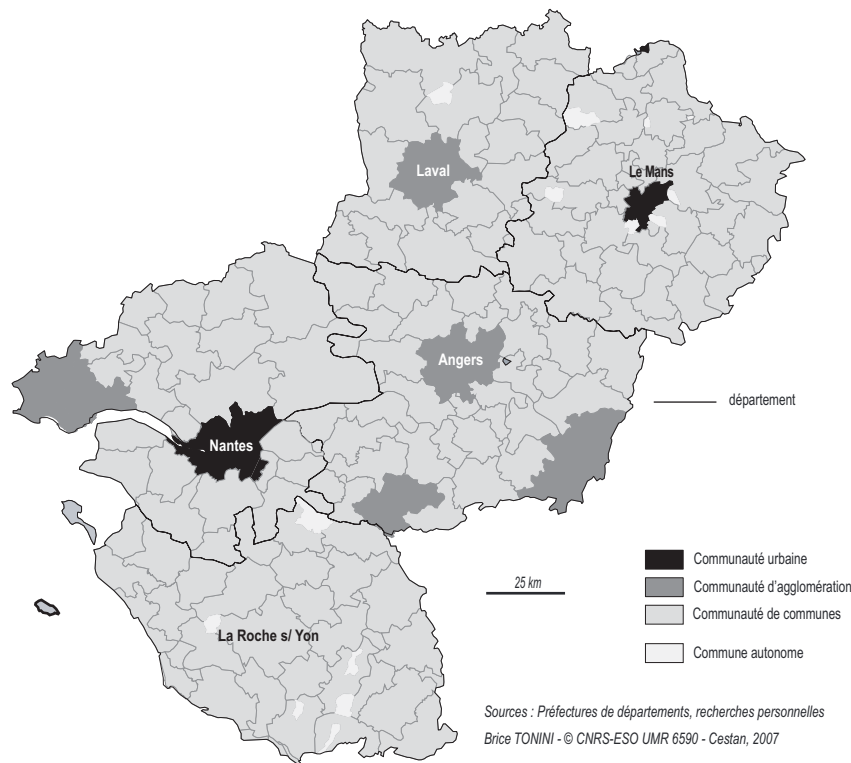 Laval
Le Mans
Angers
département
Nantes
Communauté urbaine
25 km
Communauté d'agglomération
Communauté de communes
La Roche s/ Yon
Commune autonome
Sources : Préfectures de départements, recherches personnelles
Brice TONINI - © CNRS-ESO UMR 6590 - Cestan, 2007